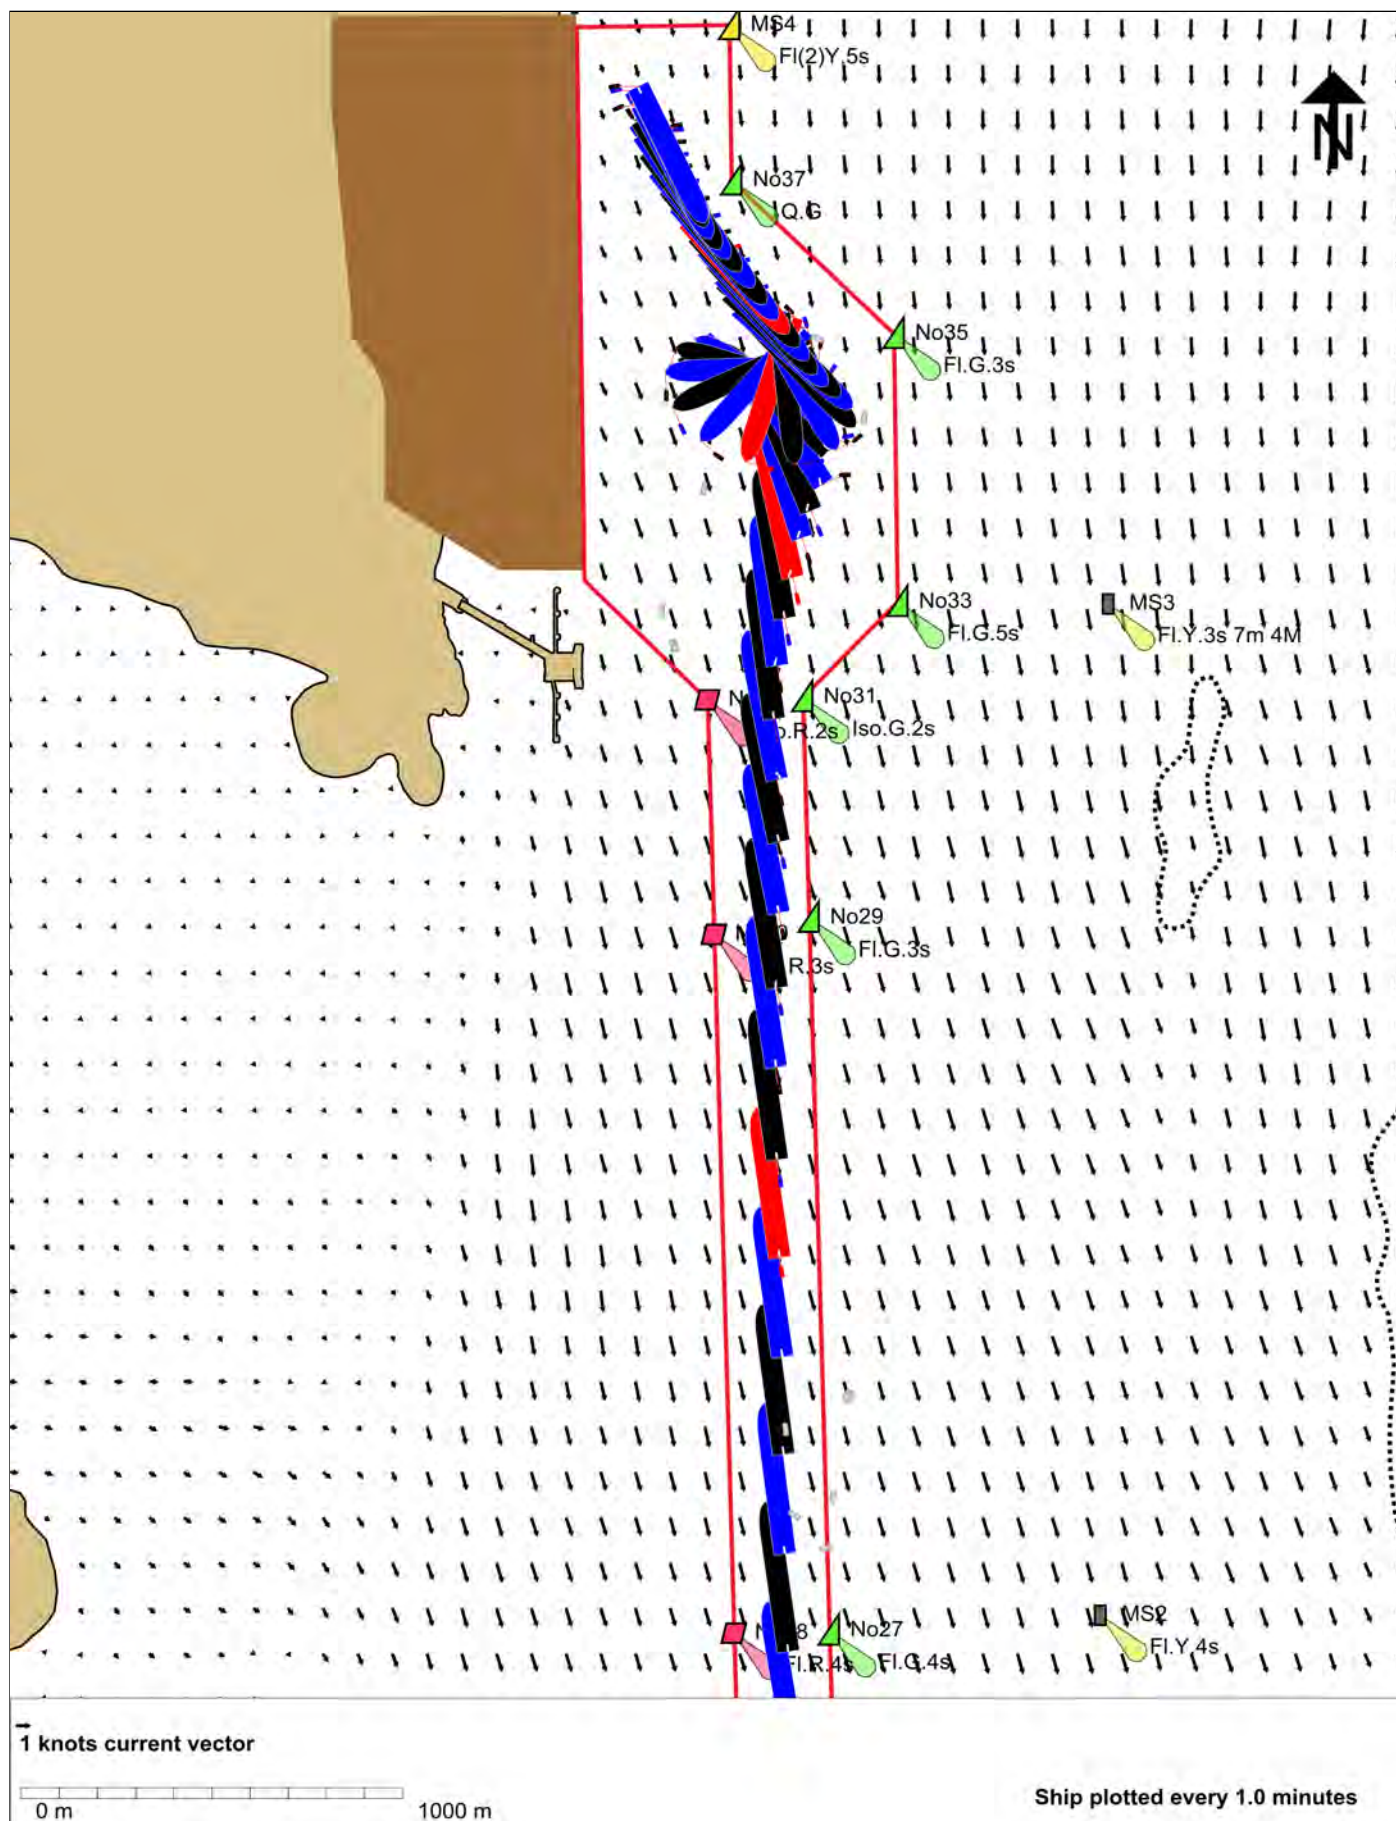 MS4
Fl(2)Y.5s
N
No37
Q.G
No35
Fl.G.3s
No33
Fl.G.5s
MS3
Fl.Y.3s 7m 4M
No31
Iso.G.2s
No29
Fl.G.3s
R.3s
No27
Fl.G.4s
Fl.R.4s
MS2
Fl.Y.4s
1 knots current vector
0 m
1000 m
Ship plotted every 1.0 minutes